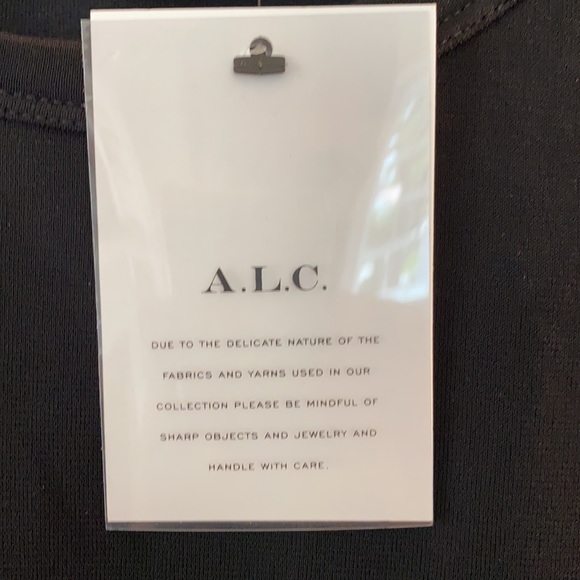 A.L.C.
DUE TO THE DELICATE NATURE OF THE
FABRICS AND YARNS USED IN OUR
COLLECTION PLEASE BE MINDFUL OF
SHARP OBJECTS AND JEWELRY AND
HANDLE WITH CARE.